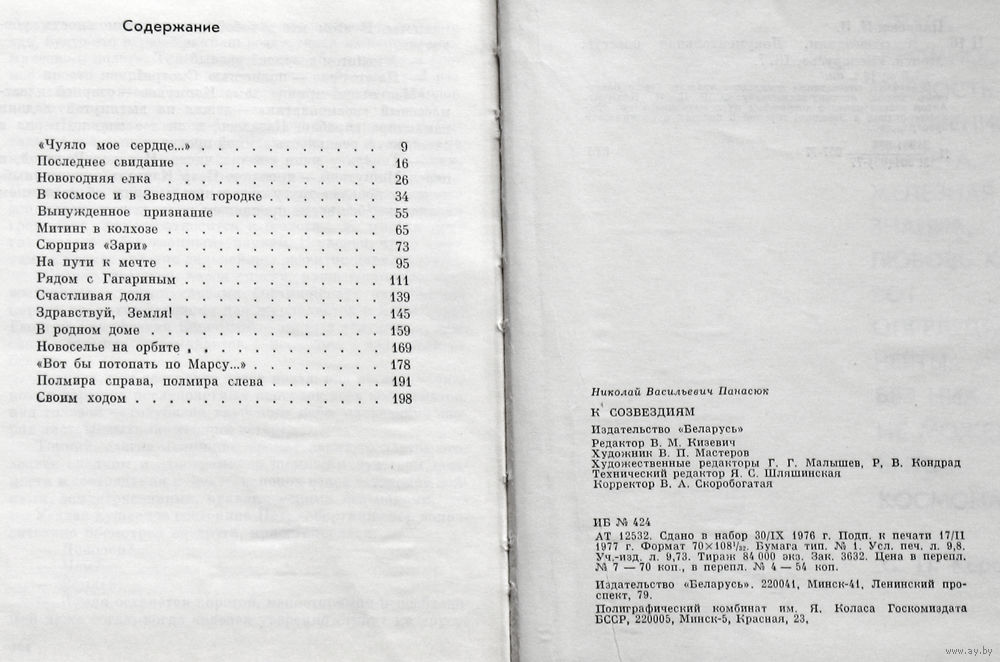 Содержание
«Чуяло мое сердце...» . . . . . . . . . . 9
Последнее свидание . . . . . . . . . . . 16
Новогодняя елка . . . . . . . . . . . . 26
В космосе и в Звездном городке . . . . . . . 34
Вынужденное признание . . . . . . . . . 55
Митинг в колхозе . . . . . . . . . . . . 65
Сюрприз «Зари» . . . . . . . . . . . . 73
На пути к мечте . . . . . . . . . . . . 95
Рядом с Гагариным . . . . . . . . . . . 111
Счастливая доля . . . . . . . . . . . . 139
Здравствуй, Земля! . . . . . . . . . . . 145
В родном доме . . . . . . . . . . . . . 159
Новоселье на орбите . . . . . . . . . . . 169
«Вот бы потопать по Марсу...» . . . . . . . 178
Полмира справа, полмира слева . . . . . . . 191
Своим ходом . . . . . . . . . . . . . . 198
Николай Васильевич Панасюк
К СОЗВЕЗДИЯМ
Издательство «Беларусь»
Редактор В. М. Кизевич
Художник В. П. Мастеров
Художественные редакторы Г. Г. Малышев, Р, В. Кондрад
Технический редактор Я. С. Шляшинская
Корректор В. А. Скоробогатая
ИБ № 424
АТ 12532. Сдано в набор 30/IX 1976 г. Подп. к печати 17/II
1977 г. Формат 70×108¹/₃₂. Бумага тип. № 1. Усл. печ. л. 9,8.
Уч.-изд. л. 9,73. Тираж 84 000 экз. Зак. 3632. Цена в перепл.
№ 7 — 70 коп., в перепл. № 4 — 54 коп.
Издательство «Беларусь». 220041, Минск-41, Ленинский про-
спект, 79.
Полиграфический комбинат им. Я. Коласа Госкомиздата
БССР, 220005, Минск-5, Красная, 23,
www.ay.by